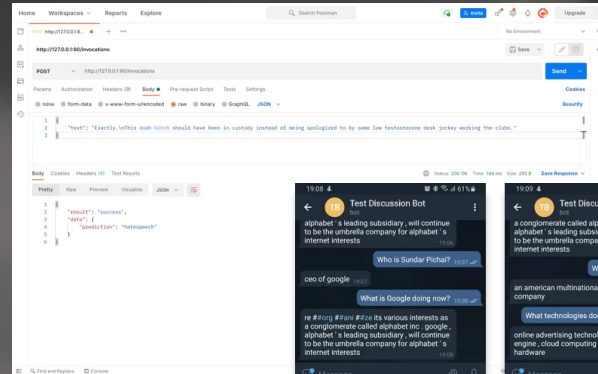 Home Workspaces Reports Explore
Search Postman
Invite
Upgrade
POST http://127.0.0.1:8...
No Environment
http://127.0.0.1:80/invocations
Save
POST http://127.0.0.1:80/invocations
Send
Params Authorization Headers (9) Body Pre-request Script Tests Settings
Cookies
none form-data x-www-form-urlencoded raw binary GraphQL JSON
Beautify
1 {
2 "text": "Exactly.\nThis dumb bitch should have been in custody instead of being apologized to by some low testosterone desk jockey working the clubs."
3 }
Body Cookies Headers (4) Test Results
Status: 200 OK Time: 144 ms Size: 205 B Save Response
Pretty Raw Preview Visualize JSON
1 {
2 "result": "success",
3 "data": {
4 "prediction": "hatespeech"
5 }
6 }
Find and Replace Console
19:08 61%
TB Test Discussion Bot
bot
alphabet ' s leading subsidiary , will continue
to be the umbrella company for alphabet ' s
internet interests
19:06
Who is Sundar Pichai? 19:07
ceo of google 19:07
What is Google doing now? 19:08
re ##org ##ani ##ze its various interests as
a conglomerate called alphabet inc . google ,
alphabet ' s leading subsidiary , will continue
to be the umbrella company for alphabet ' s
internet interests
19:08
Message
19:09
TB Test Discu
bot
a conglomerate called alp
alphabet ' s leading subsid
to be the umbrella compa
internet interests
W
an american multinationa
company
What technologies doe
online advertising technol
engine , cloud computing
hardware
Message